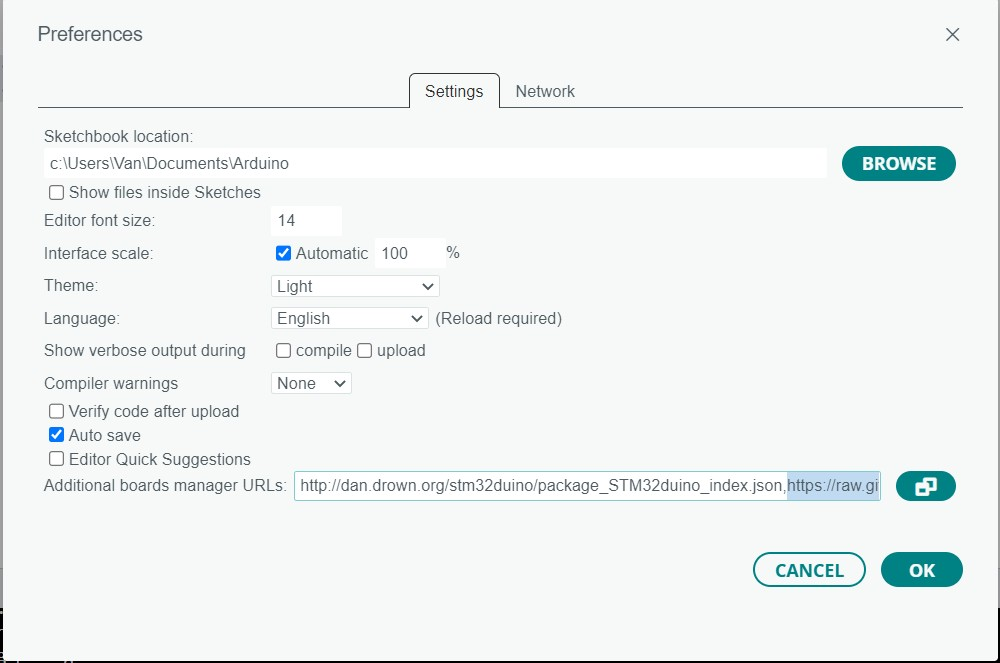 Preferences
Settings Network
Sketchbook location:
c:\Users\Van\Documents\Arduino BROWSE
Show files inside Sketches
Editor font size: 14
Interface scale: Automatic 100 %
Theme: Light
Language: English (Reload required)
Show verbose output during compile upload
Compiler warnings None
Verify code after upload
Auto save
Editor Quick Suggestions
Additional boards manager URLs: http://dan.drown.org/stm32duino/package_STM32duino_index.json,https://raw.gi
CANCEL OK